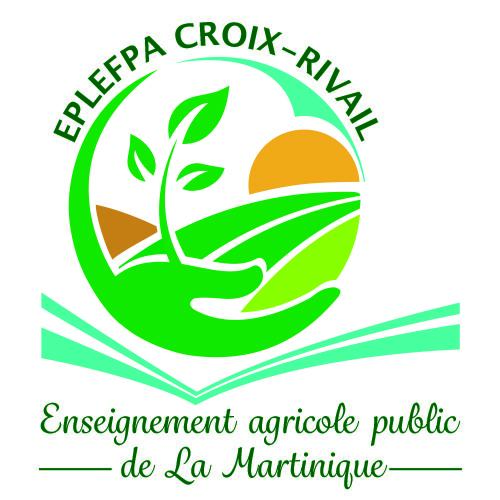 EPLEFPA CROIX-RIVAIL
Enseignement agricole public
de La Martinique